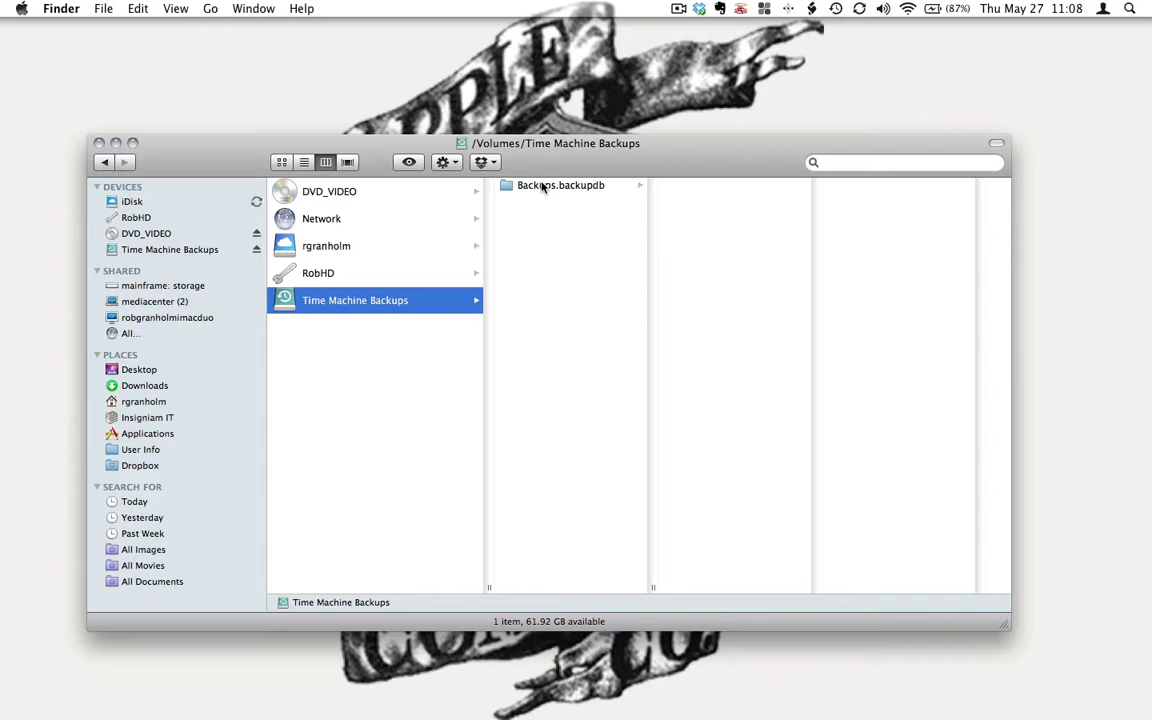 Finder File Edit View Go Window Help (87%) Thu May 27 11:08
APPLE
/Volumes/Time Machine Backups
DEVICES
iDisk
RobHD
DVD_VIDEO
Time Machine Backups
SHARED
mainframe: storage
mediacenter (2)
robgranholmimacduo
All...
PLACES
Desktop
Downloads
rgranholm
Insigniam IT
Applications
User Info
Dropbox
SEARCH FOR
Today
Yesterday
Past Week
All Images
All Movies
All Documents
DVD_VIDEO
Network
rgranholm
RobHD
Time Machine Backups
Backups.backupdb
Time Machine Backups
1 item, 61.92 GB available
CO.